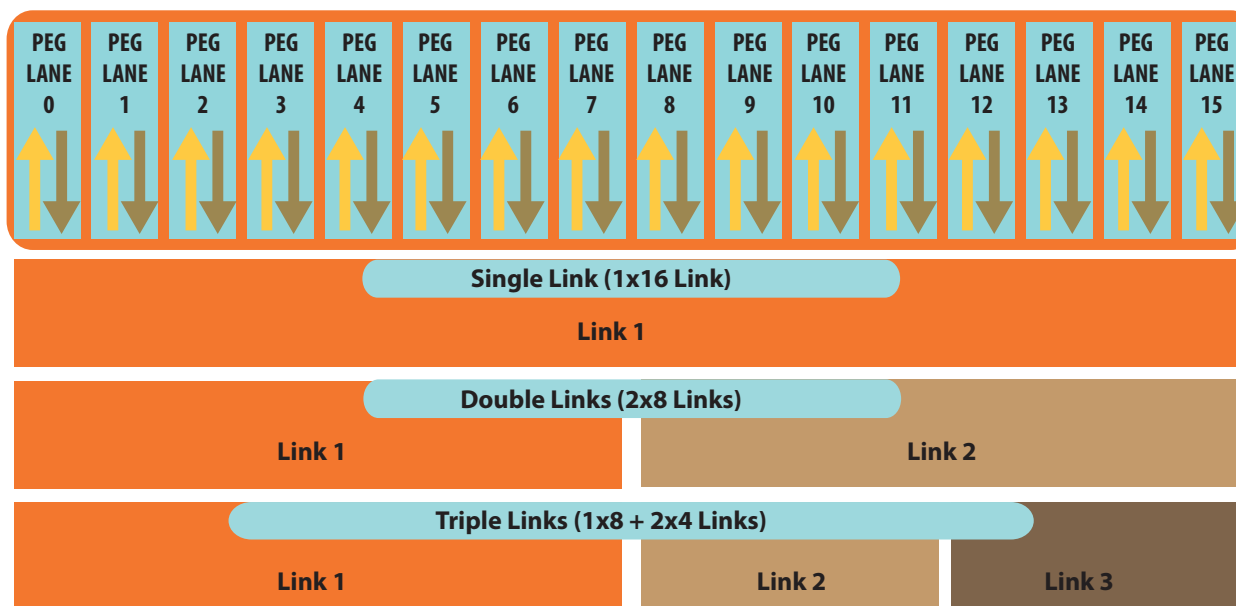 PEG LANE 0
PEG LANE 1
PEG LANE 2
PEG LANE 3
PEG LANE 4
PEG LANE 5
PEG LANE 6
PEG LANE 7
PEG LANE 8
PEG LANE 9
PEG LANE 10
PEG LANE 11
PEG LANE 12
PEG LANE 13
PEG LANE 14
PEG LANE 15
Single Link (1x16 Link)
Link 1
Double Links (2x8 Links)
Link 1
Link 2
Triple Links (1x8 + 2x4 Links)
Link 1
Link 2
Link 3